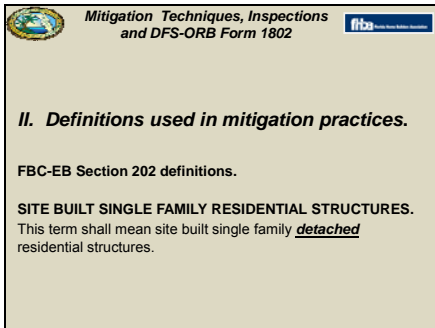 Mitigation Techniques, Inspections
and DFS-ORB Form 1802
II. Definitions used in mitigation practices.
FBC-EB Section 202 definitions.
SITE BUILT SINGLE FAMILY RESIDENTIAL STRUCTURES.
This term shall mean site built single family detached
residential structures.